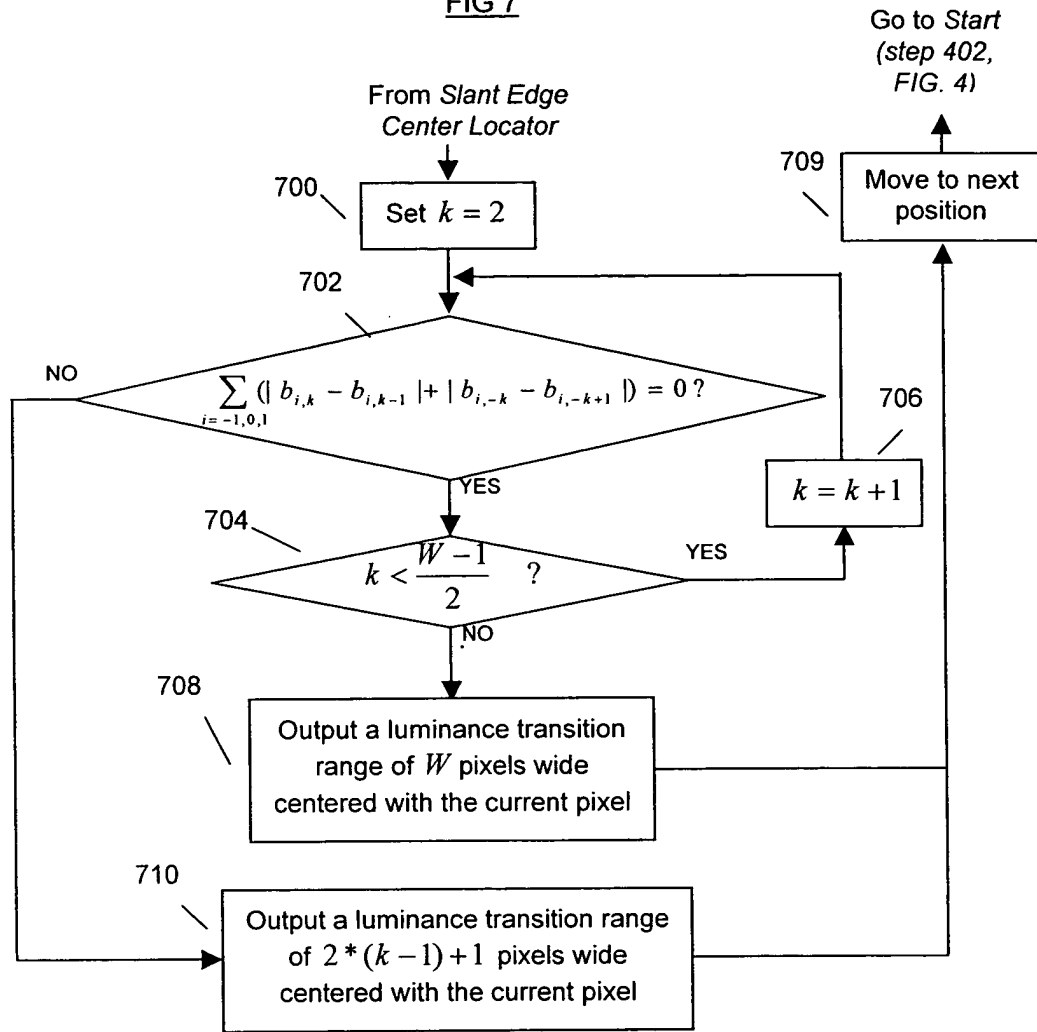 FIG 7
Go to Start
(step 402,
FIG. 4)
From Slant Edge
Center Locator
709
Move to next
position
700
Set k = 2
702
NO
∑ i=-1,0,1 (| b_{i,k} − b_{i,k−1} | + | b_{i,−k} − b_{i,−k+1} |) = 0 ?
706
k = k + 1
YES
704
k < (W − 1)/2 ?
YES
NO
708
Output a luminance transition
range of W pixels wide
centered with the current pixel
710
Output a luminance transition range
of 2 * (k − 1) + 1 pixels wide
centered with the current pixel